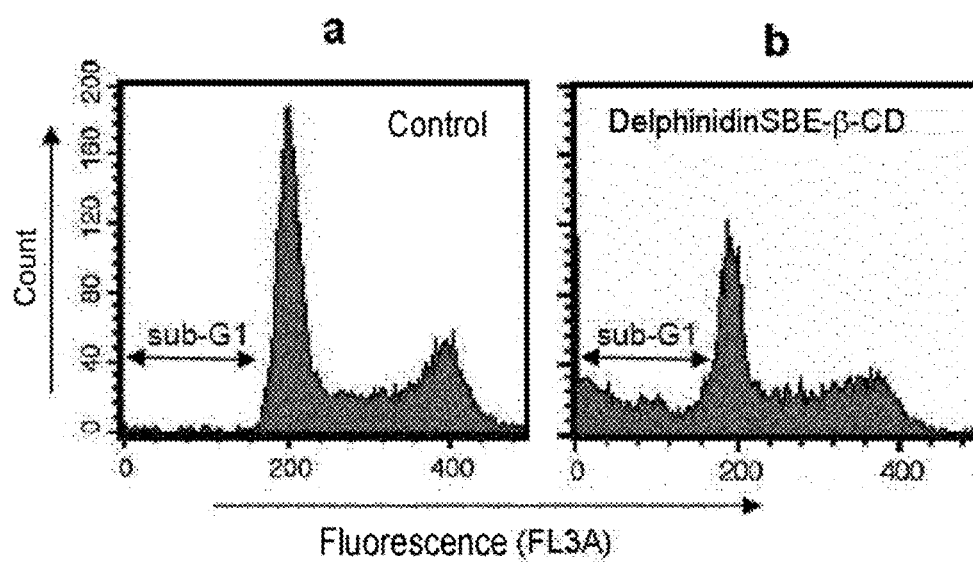 a
b
Control
DelphinidinSBE-β-CD
Count
200
160
120
80
40
0
sub-G1
sub-G1
0
200
400
0
200
400
Fluorescence (FL3A)